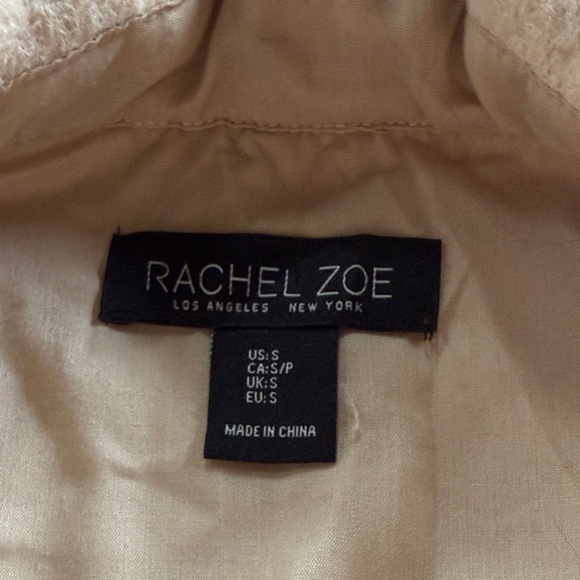 RACHEL ZOE
LOS ANGELES NEW YORK
US: S
CA: S/P
UK: S
EU: S
MADE IN CHINA